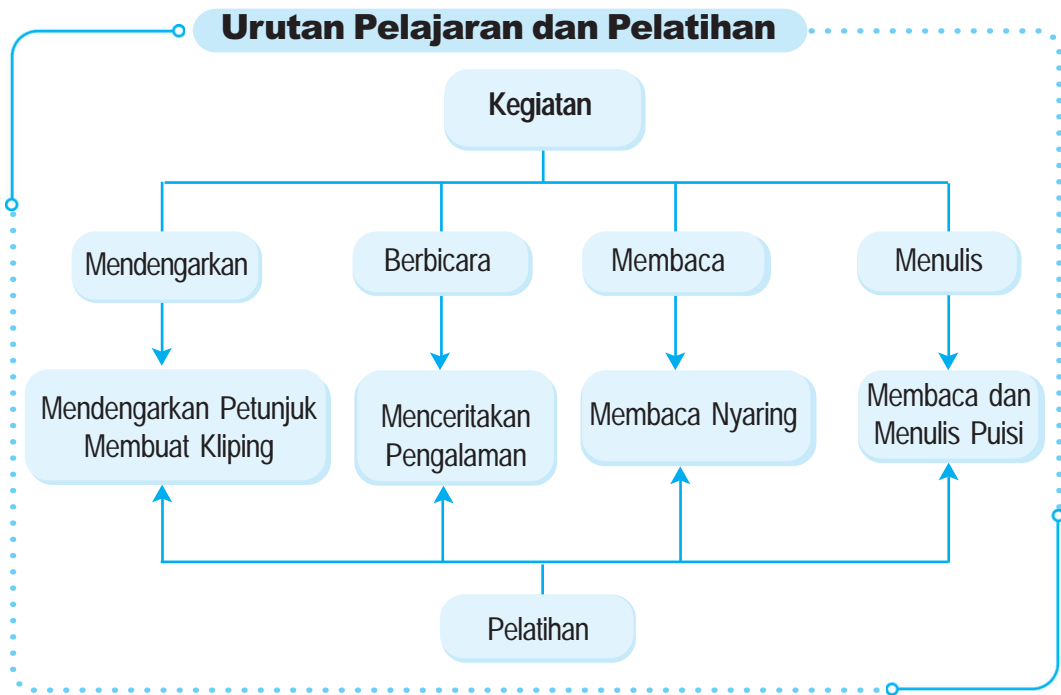 Urutan Pelajaran dan Pelatihan
Kegiatan
Mendengarkan
Berbicara
Membaca
Menulis
Mendengarkan Petunjuk
Membuat Kliping
Menceritakan
Pengalaman
Membaca Nyaring
Membaca dan
Menulis Puisi
Pelatihan